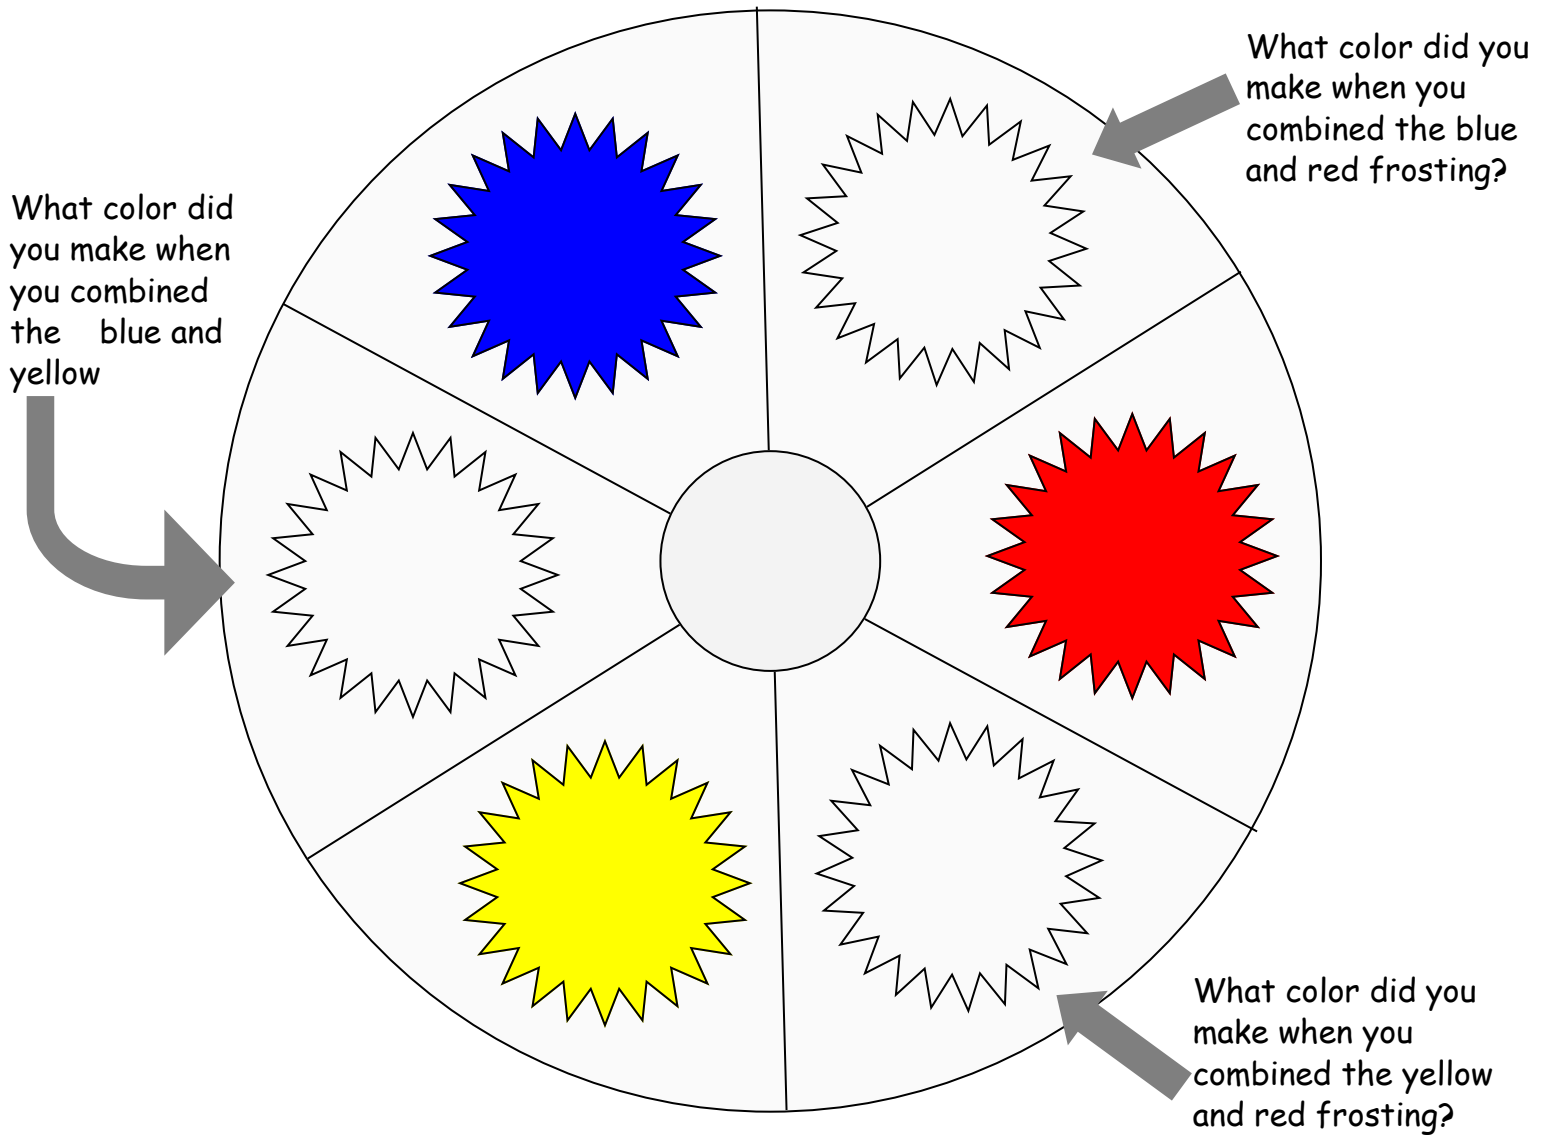 What color did you
make when you
combined the blue
and red frosting?
What color did
you make when
you combined
the    blue and
yellow
What color did you
make when you
combined the yellow
and red frosting?